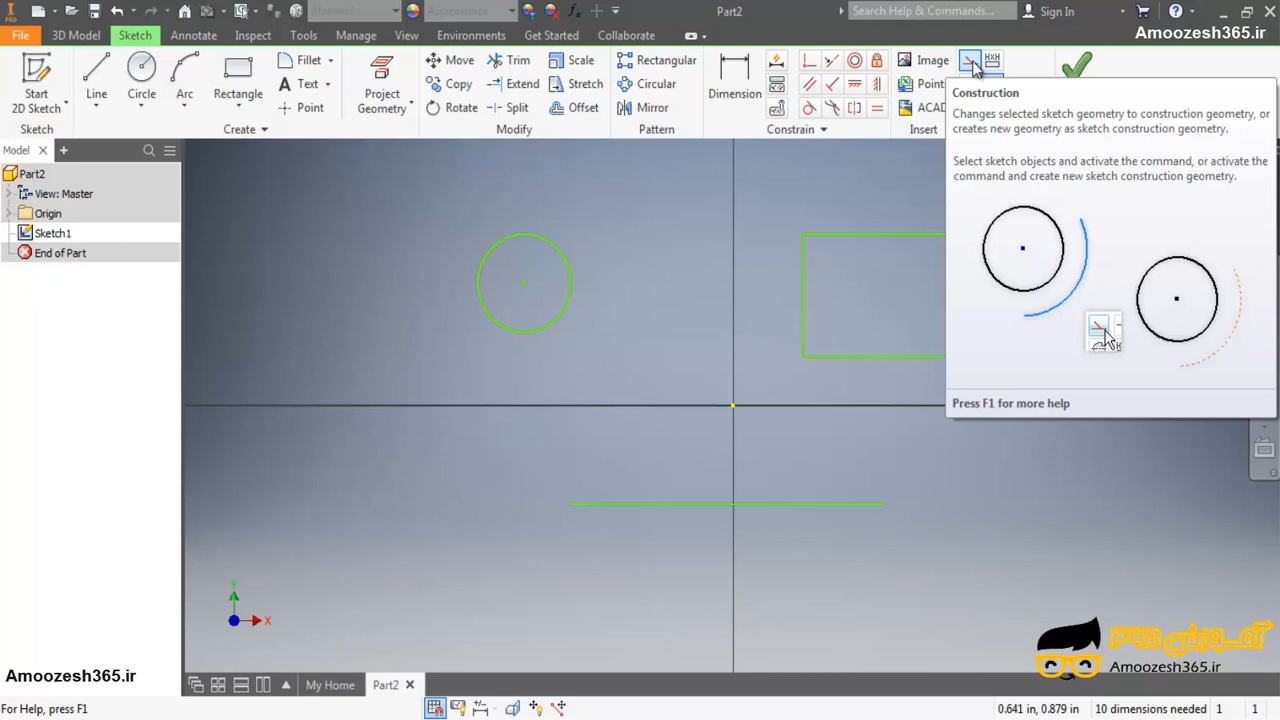 Material
Appearance
Part2
Search Help & Commands...
Sign In
PRO
File
3D Model
Sketch
Annotate
Inspect
Tools
Manage
View
Environments
Get Started
Collaborate
Amoozesh365.ir
Start
2D Sketch
Line
Circle
Arc
Rectangle
Fillet
Text
Point
Project
Geometry
Move
Copy
Rotate
Trim
Extend
Split
Scale
Stretch
Offset
Rectangular
Circular
Mirror
Dimension
Image
Point
ACAD
Sketch
Create
Modify
Pattern
Constrain
Insert
Model
Part2
View: Master
Origin
Sketch1
End of Part
Construction
Changes selected sketch geometry to construction geometry, or
creates new geometry as sketch construction geometry.
Select sketch objects and activate the command, or activate the
command and create new sketch construction geometry.
Press F1 for more help
Y
X
آمـوزش ۳۶۵
Amoozesh365.ir
Amoozesh365.ir
My Home
Part2
For Help, press F1
0.641 in, 0.879 in
10 dimensions needed
1
1